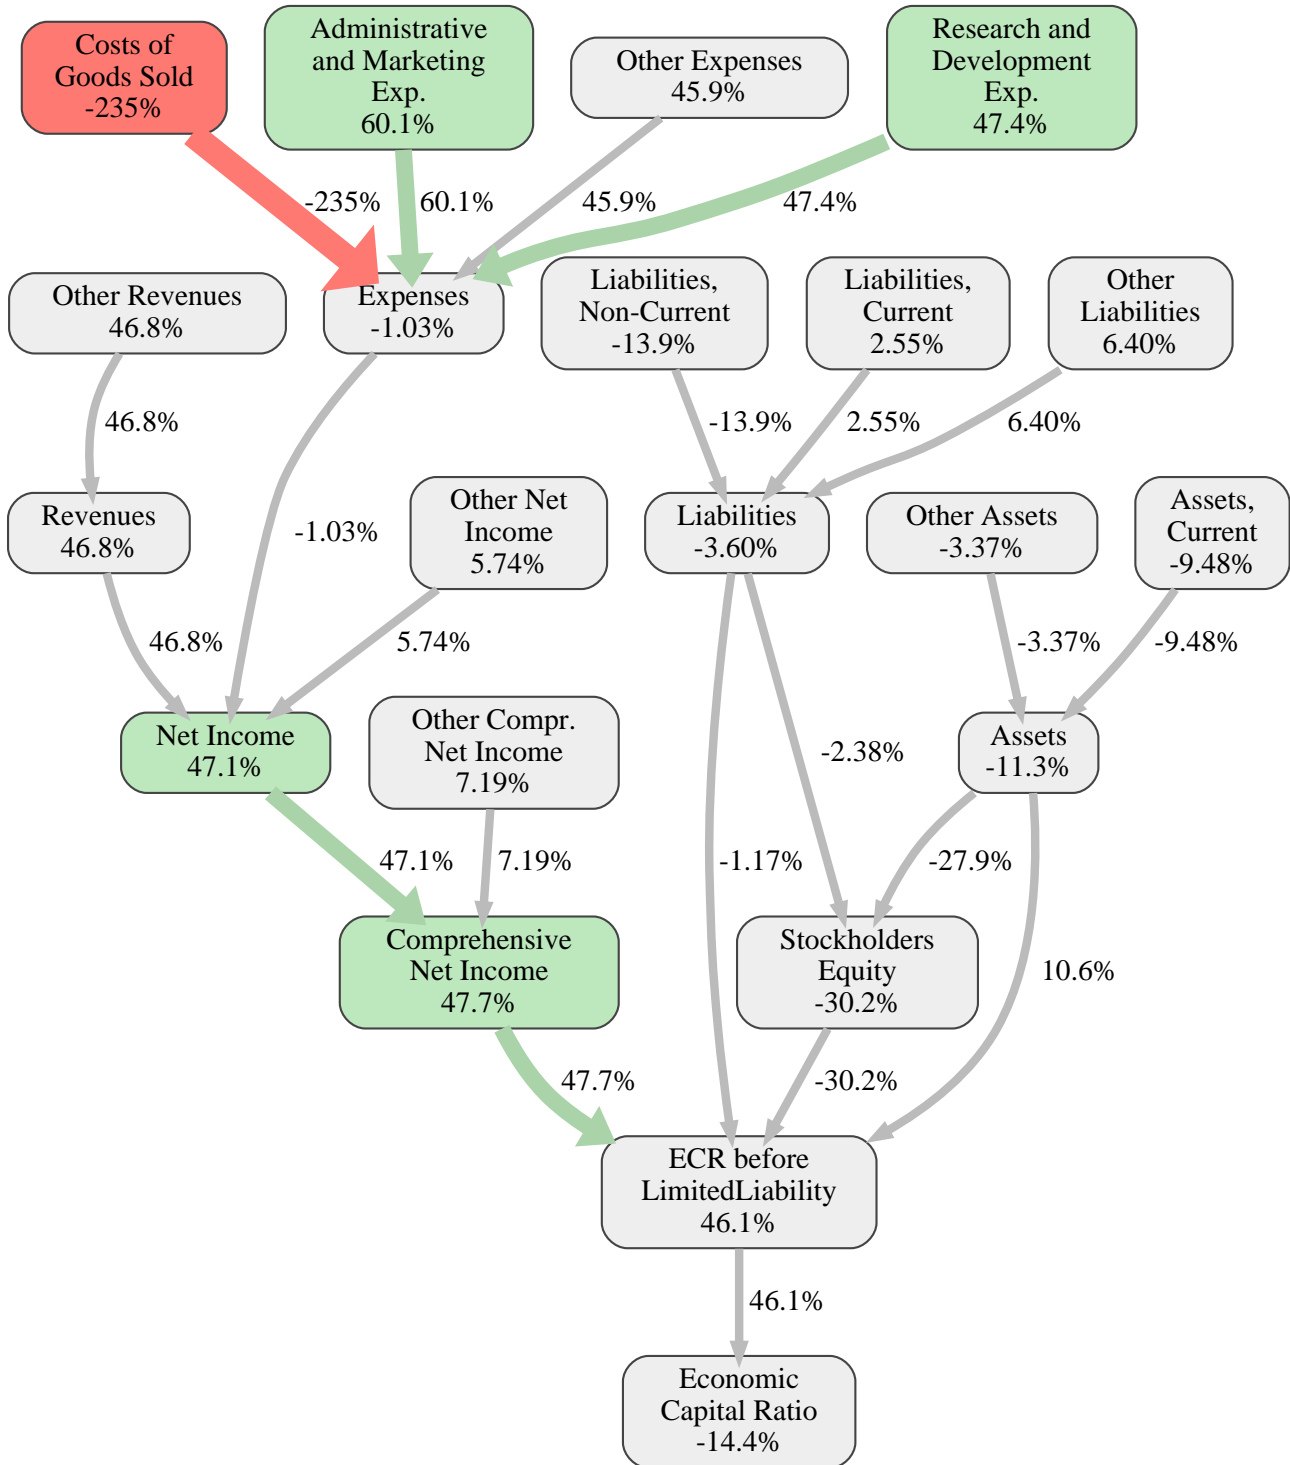 Costs of
Goods Sold
-235%
Administrative
and Marketing
Exp.
60.1%
Other Expenses
45.9%
Research and
Development
Exp.
47.4%
-235%
60.1%
45.9%
47.4%
Other Revenues
46.8%
Expenses
-1.03%
Liabilities,
Non-Current
-13.9%
Liabilities,
Current
2.55%
Other
Liabilities
6.40%
46.8%
-13.9%
2.55%
6.40%
Revenues
46.8%
-1.03%
Other Net
Income
5.74%
Liabilities
-3.60%
Other Assets
-3.37%
Assets,
Current
-9.48%
46.8%
5.74%
-3.37%
-9.48%
Net Income
47.1%
Other Compr.
Net Income
7.19%
-2.38%
Assets
-11.3%
47.1%
7.19%
-1.17%
-27.9%
Comprehensive
Net Income
47.7%
Stockholders
Equity
-30.2%
10.6%
47.7%
-30.2%
ECR before
LimitedLiability
46.1%
46.1%
Economic
Capital Ratio
-14.4%